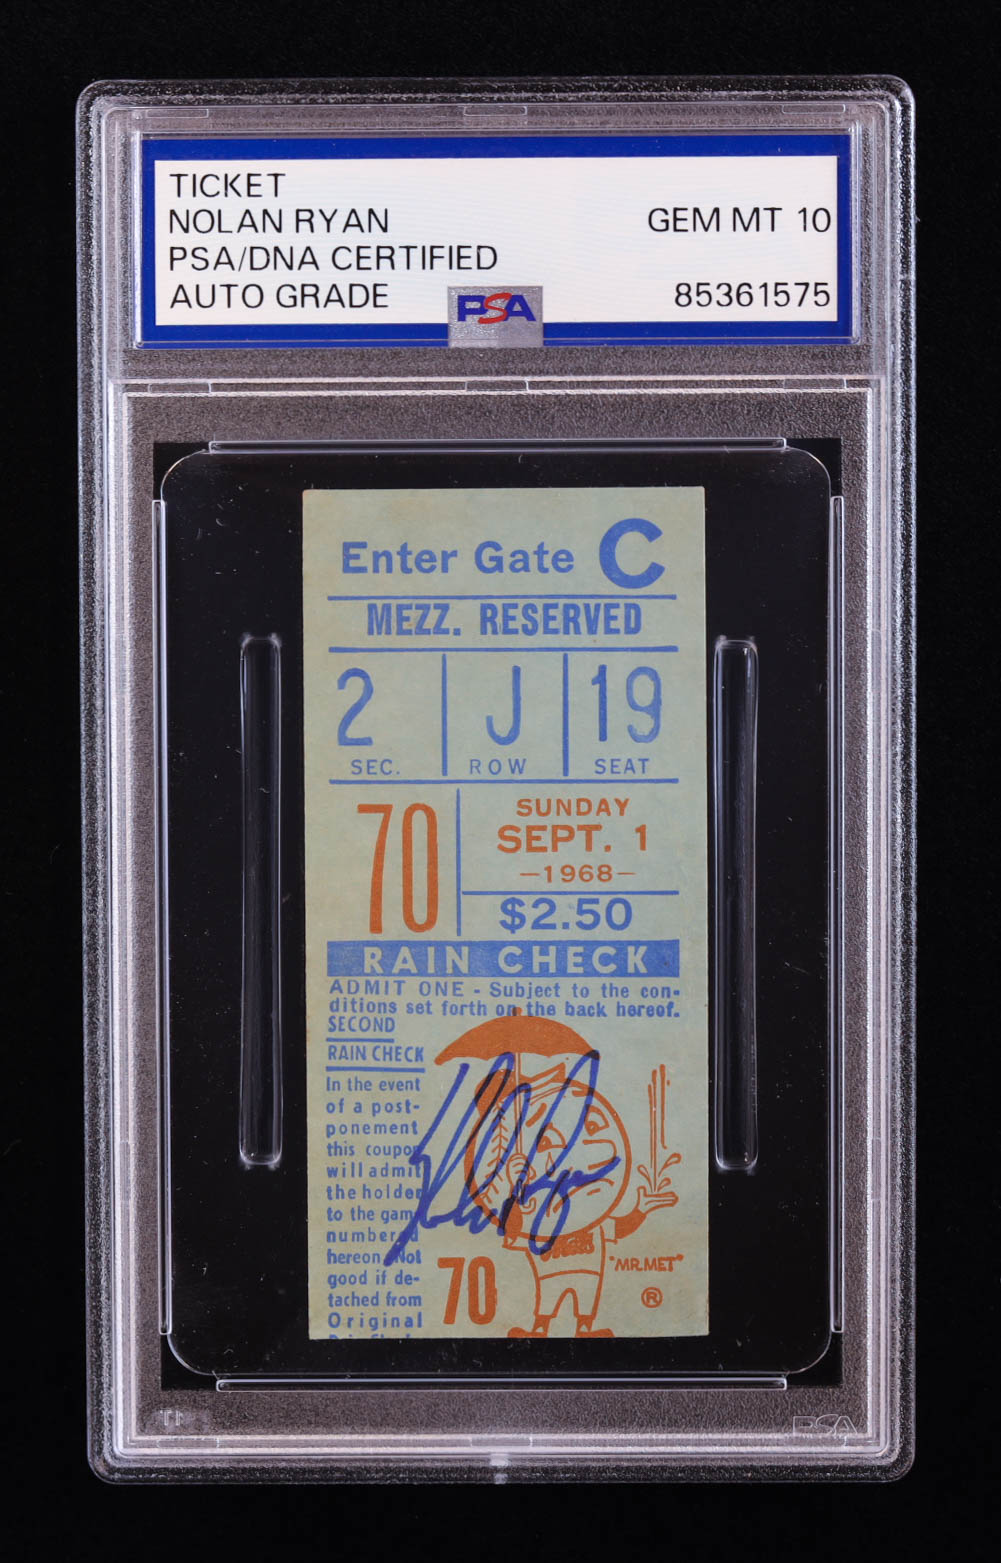 TICKET
NOLAN RYAN
GEM MT 10
PSA/DNA CERTIFIED
AUTO GRADE
PSA
85361575
Enter Gate C
MEZZ. RESERVED
2 J 19
SEC. ROW SEAT
70
SUNDAY
SEPT. 1
—1968—
$2.50
RAIN CHECK
ADMIT ONE - Subject to the con-
ditions set forth on the back hereof.
SECOND
RAIN CHECK
In the event
of a post-
ponement
this coupon
will admit
the holder
to the game
numbered
hereon. Not
good if de-
tached from
Original
70
"MR.MET"
®
PSA